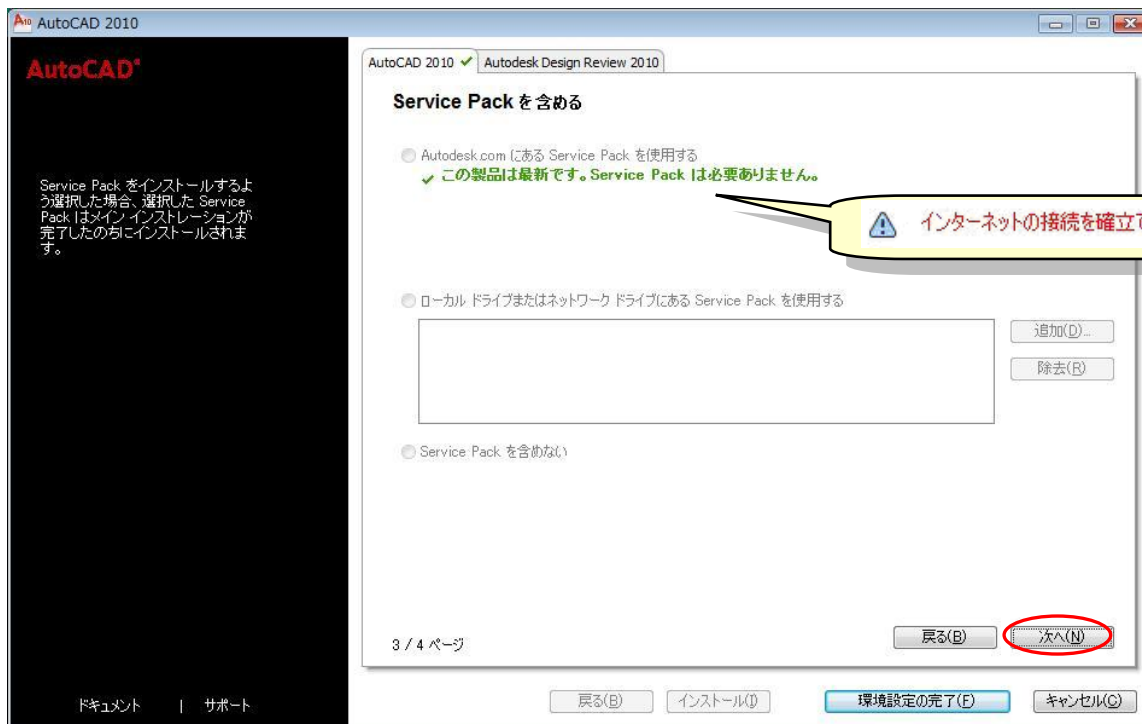 AutoCAD 2010
AutoCAD
Service Pack をインストールするよ
う選択した場合、選択した Service
Pack はメイン インストレーションが
完了したのちにインストールされま
す。
AutoCAD 2010
Autodesk Design Review 2010
Service Pack を含める
Autodesk.com にある Service Pack を使用する
この製品は最新です。Service Pack は必要ありません。
インターネットの接続を確立で
ローカル ドライブまたはネットワーク ドライブにある Service Pack を使用する
追加(D)...
除去(R)
Service Pack を含めない
3 / 4 ページ
戻る(B)
次へ(N)
ドキュメント | サポート
戻る(B)
インストール(I)
環境設定の完了(F)
キャンセル(C)